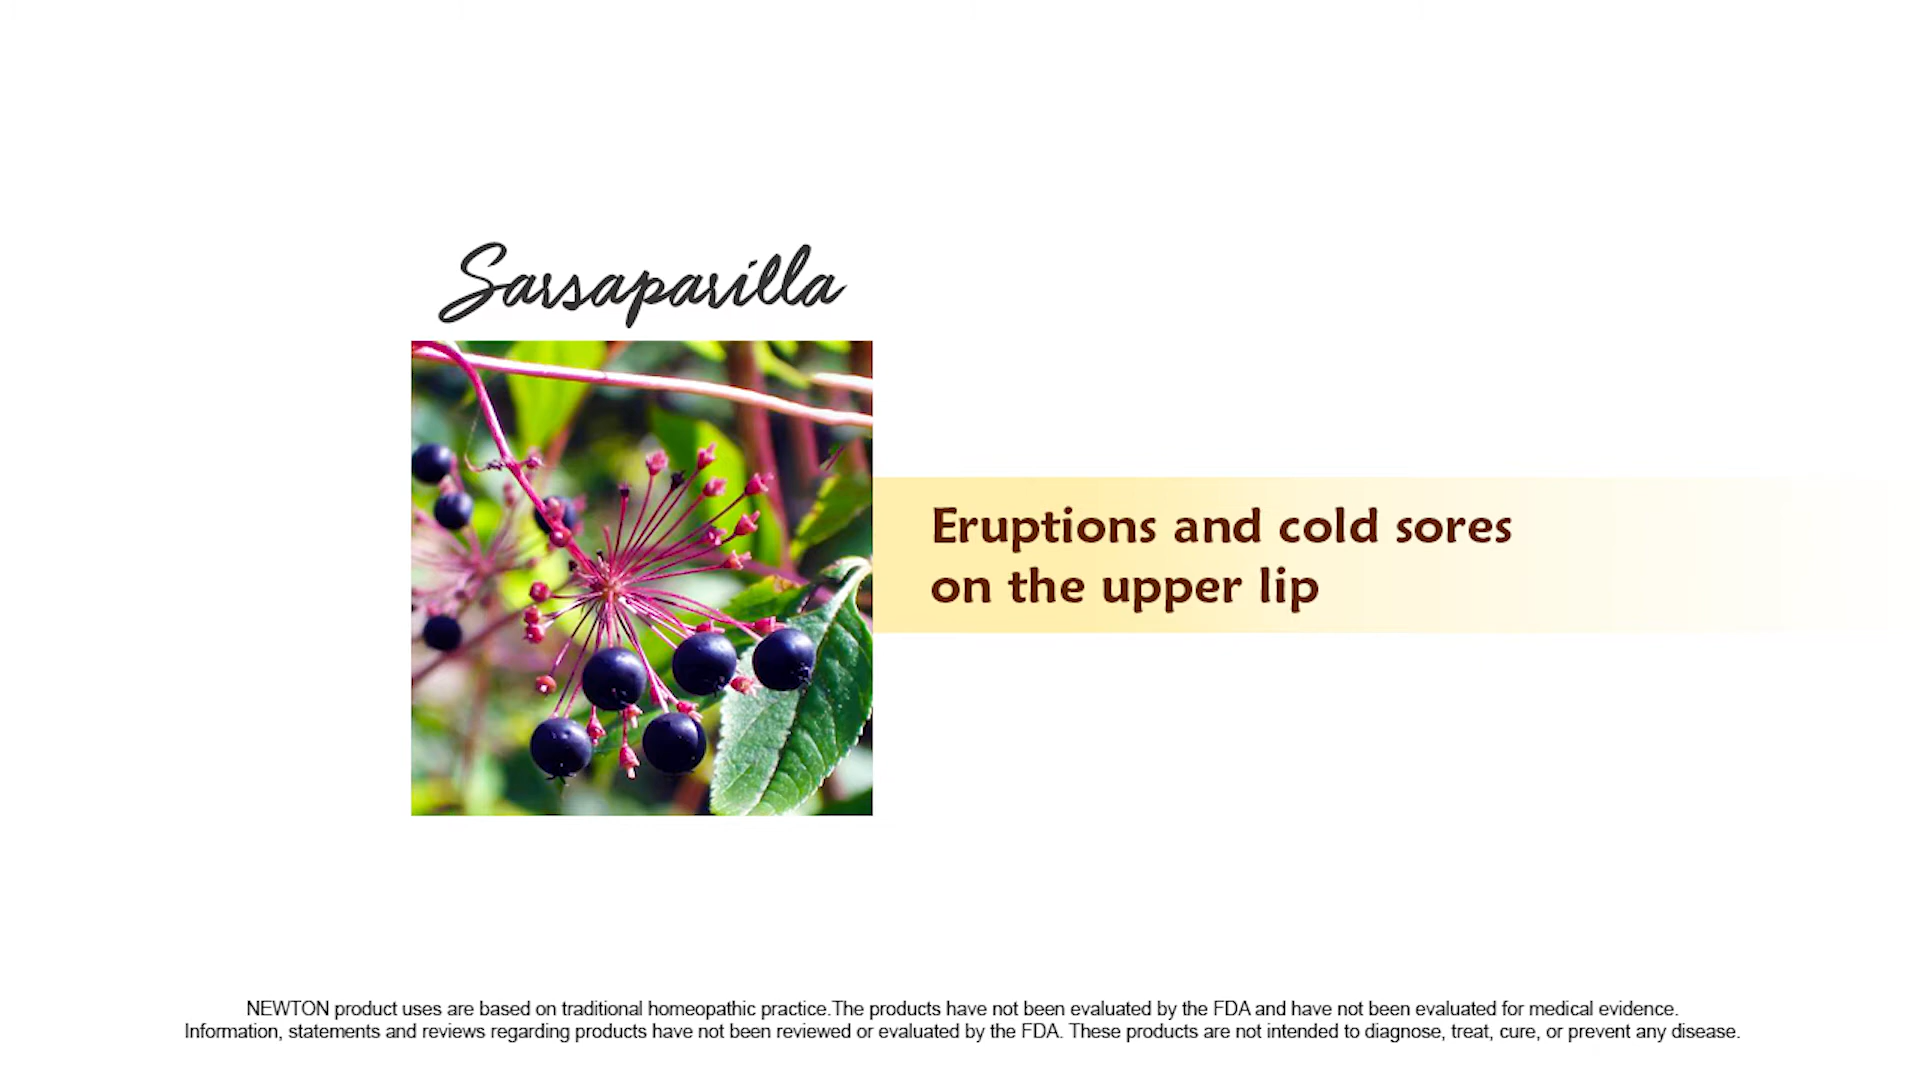 Sarsaparilla
Eruptions and cold sores
on the upper lip
NEWTON product uses are based on traditional homeopathic practice.The products have not been evaluated by the FDA and have not been evaluated for medical evidence.
Information, statements and reviews regarding products have not been reviewed or evaluated by the FDA. These products are not intended to diagnose, treat, cure, or prevent any disease.